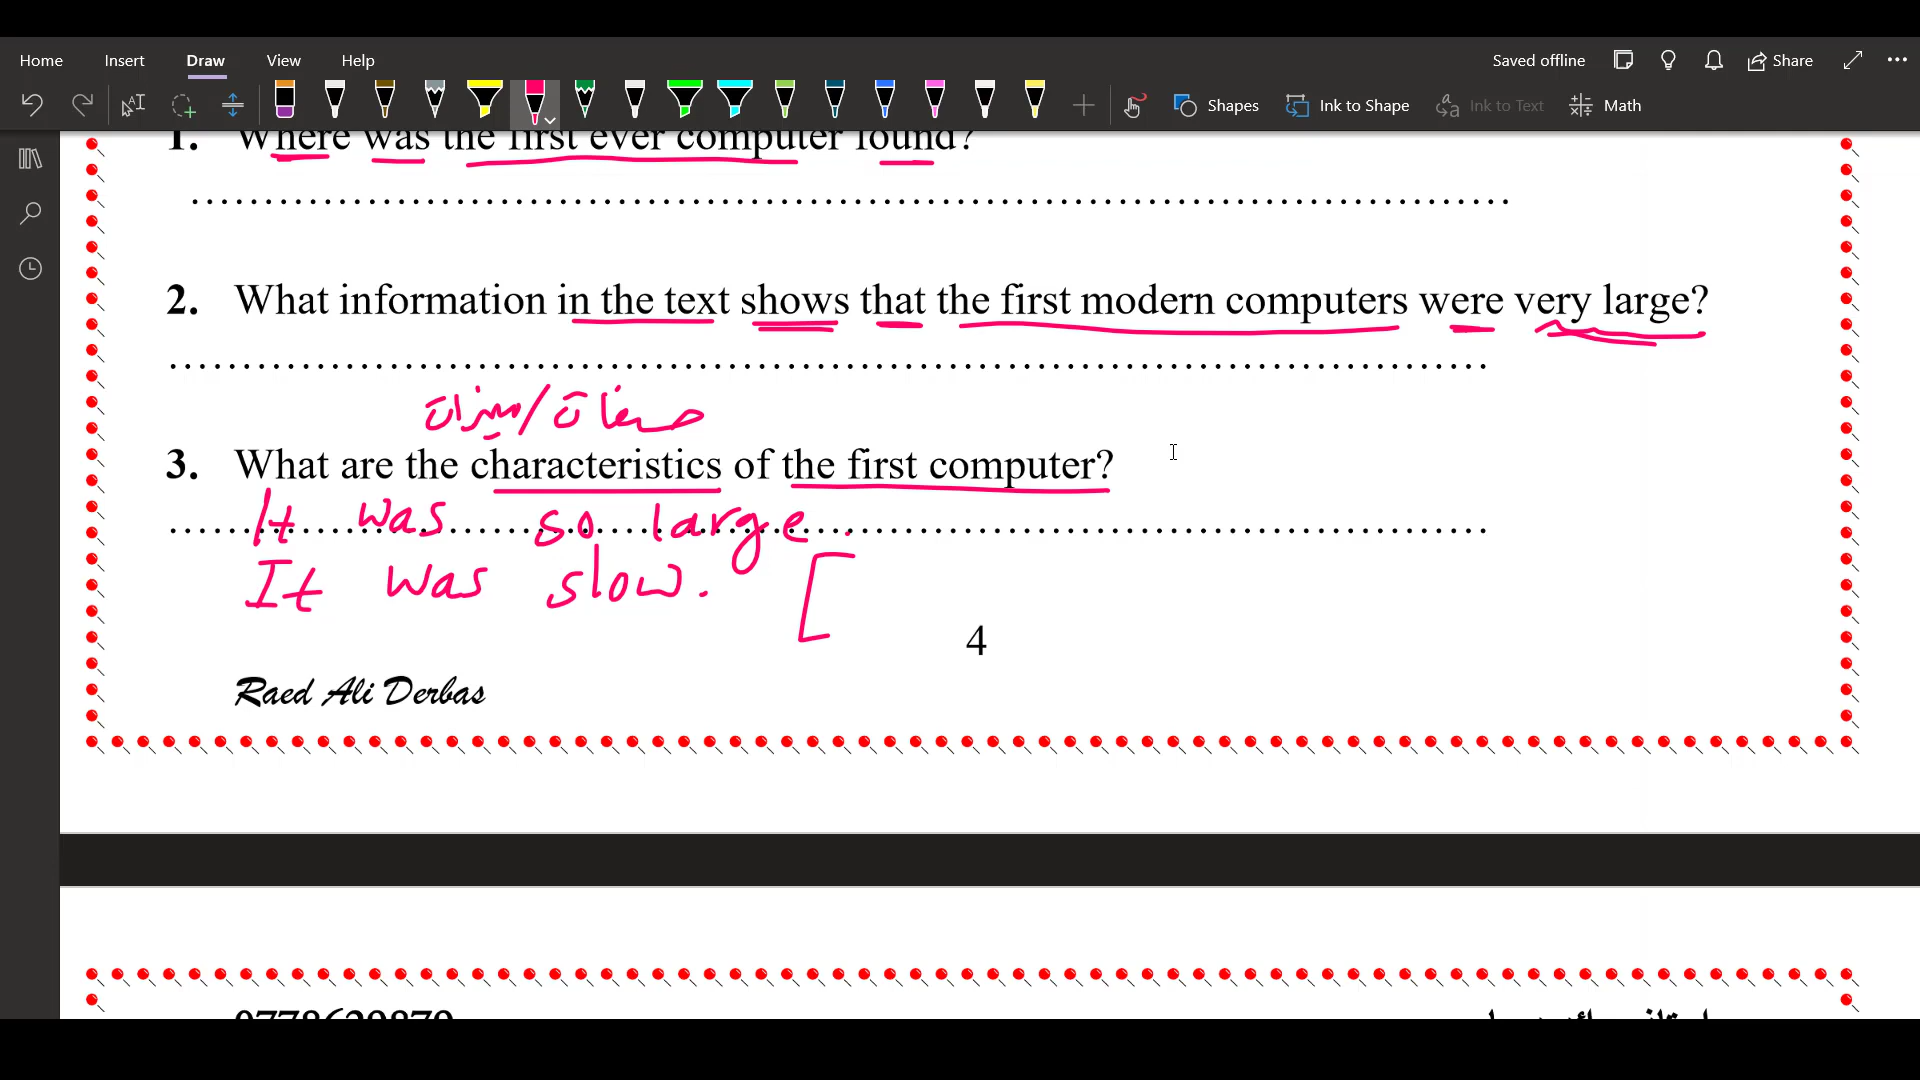 Home Insert Draw View Help Saved offline Share
Shapes Ink to Shape Ink to Text Math
1. Where was the first ever computer found?
2. What information in the text shows that the first modern computers were very large?
صفات / ميزات
3. What are the characteristics of the first computer?
It was so large.
It was slow. [
4
Raed Ali Derbas